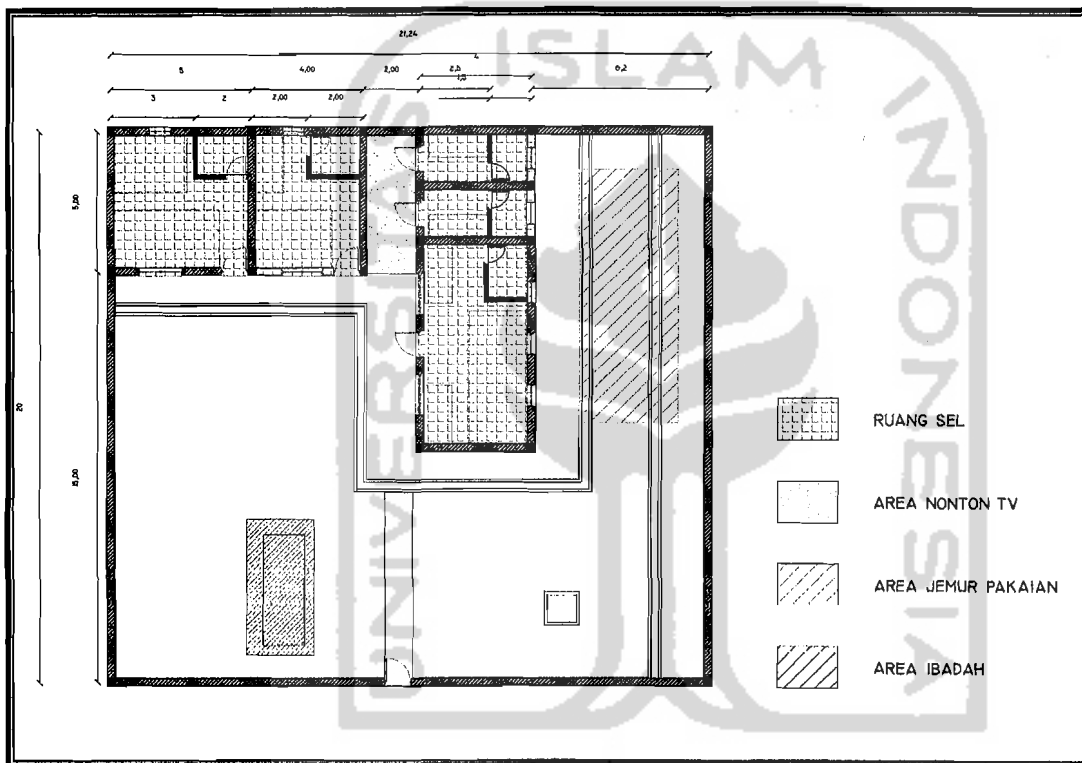 21,24
4
5
4,00
2,00
2,5
6,2
1,5
3
2
2,00
2,00
5,00
20
15,00
RUANG SEL
AREA NONTON TV
AREA JEMUR PAKAIAN
AREA IBADAH
UNIVERSITAS
ISLAM
INDONESIA